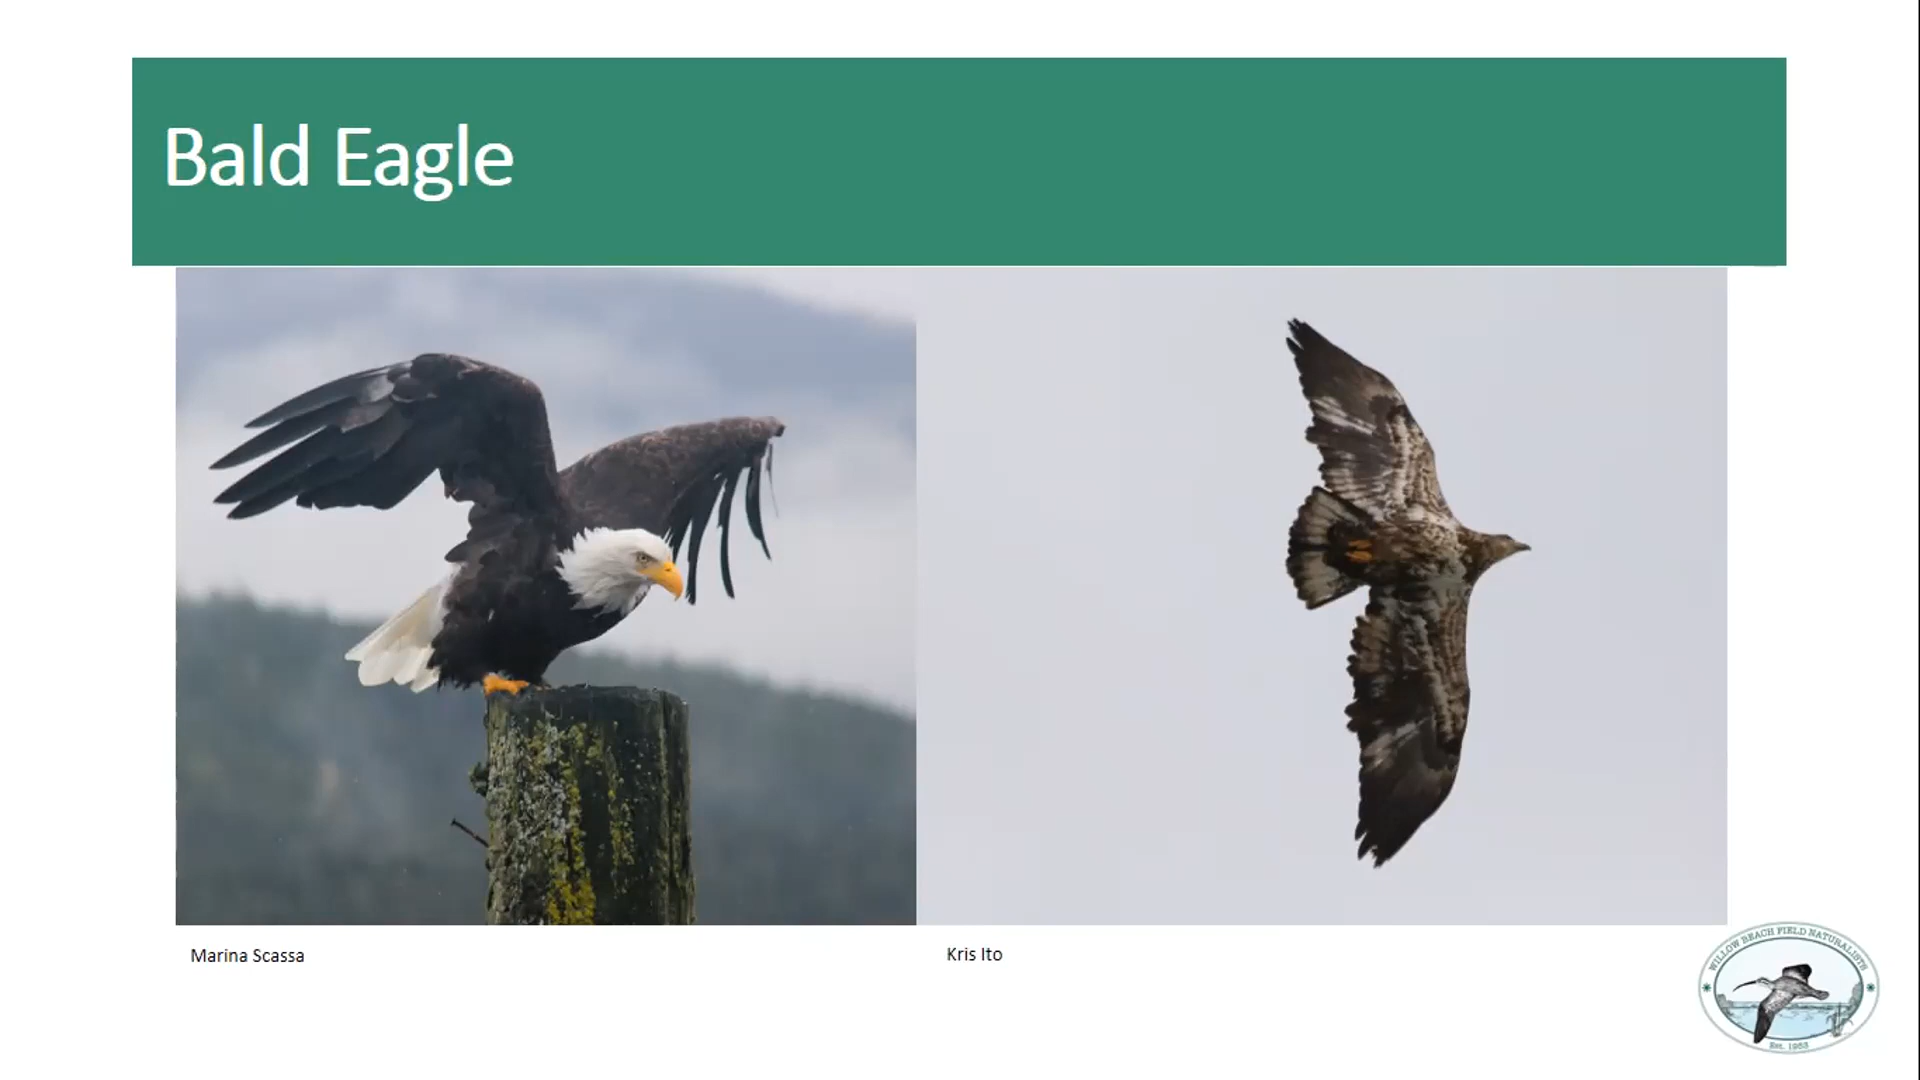 Bald Eagle
Marina Scassa
Kris Ito
WILLOW BEACH FIELD NATURALISTS
Est. 1953